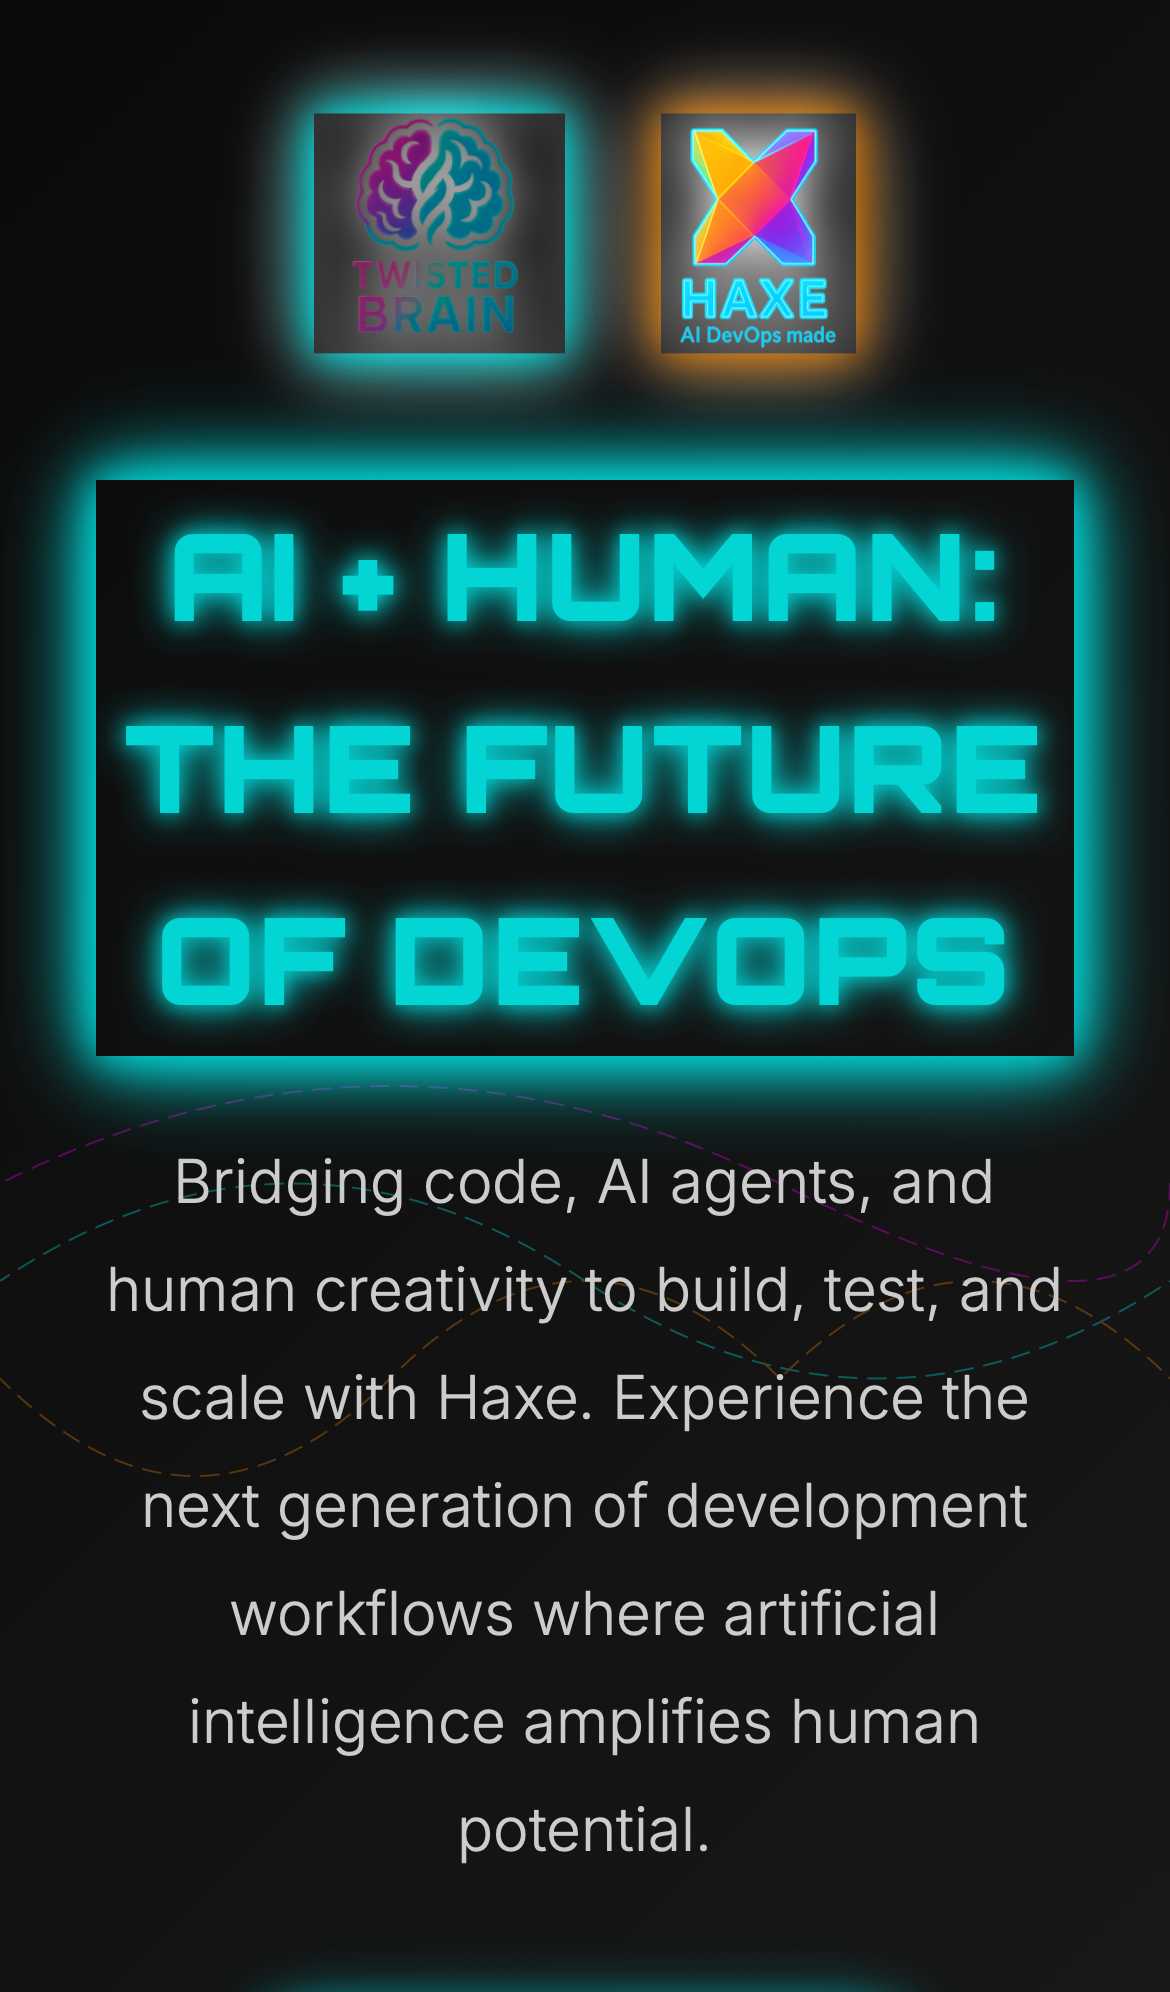 TWISTED
BRAIN
HAXE
AI DevOps made
AI + HUMAN:
THE FUTURE
OF DEVOPS
Bridging code, AI agents, and
human creativity to build, test, and
scale with Haxe. Experience the
next generation of development
workflows where artificial
intelligence amplifies human
potential.